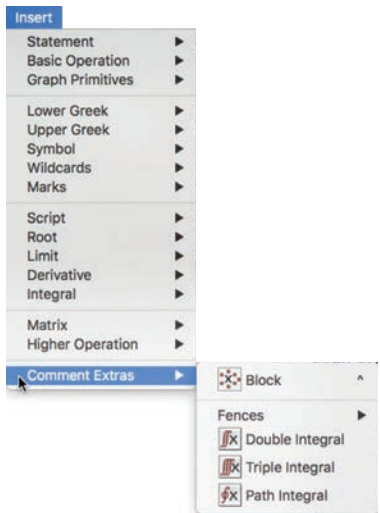 Insert
Statement
Basic Operation
Graph Primitives
Lower Greek
Upper Greek
Symbol
Wildcards
Marks
Script
Root
Limit
Derivative
Integral
Matrix
Higher Operation
Comment Extras
Block ^
Fences
Double Integral
Triple Integral
Path Integral